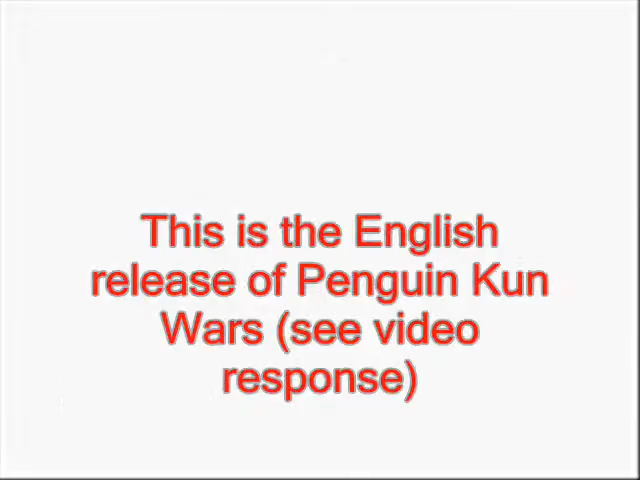 This is the English
release of Penguin Kun
Wars (see video
response)